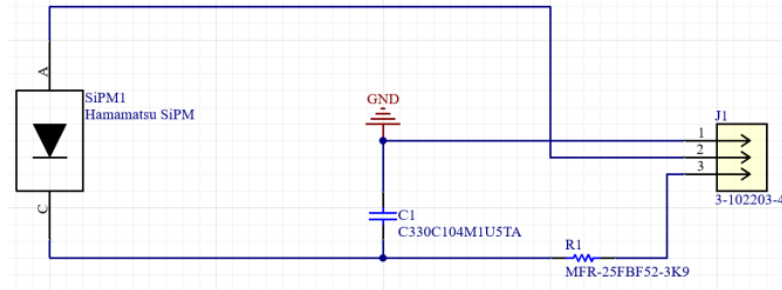 A
SiPM1
Hamamatsu SiPM
C
GND
C1
C330C104M1U5TA
R1
MFR-25FBF52-3K9
J1
1
2
3
3-102203-4